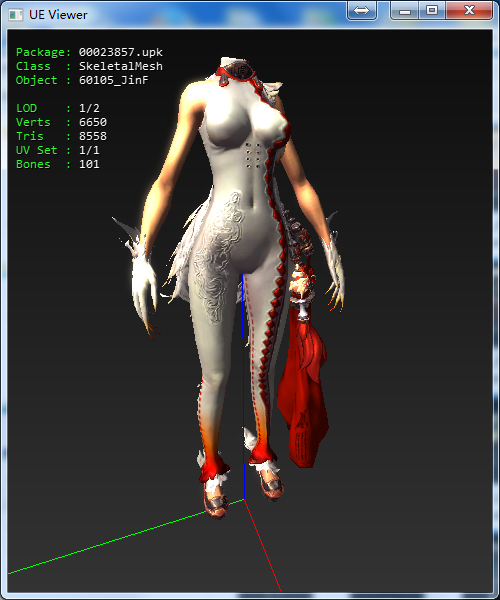 UE Viewer
Package: 00023857.upk
Class : SkeletalMesh
Object : 60105_JinF
LOD : 1/2
Verts : 6650
Tris : 8558
UV Set : 1/1
Bones : 101